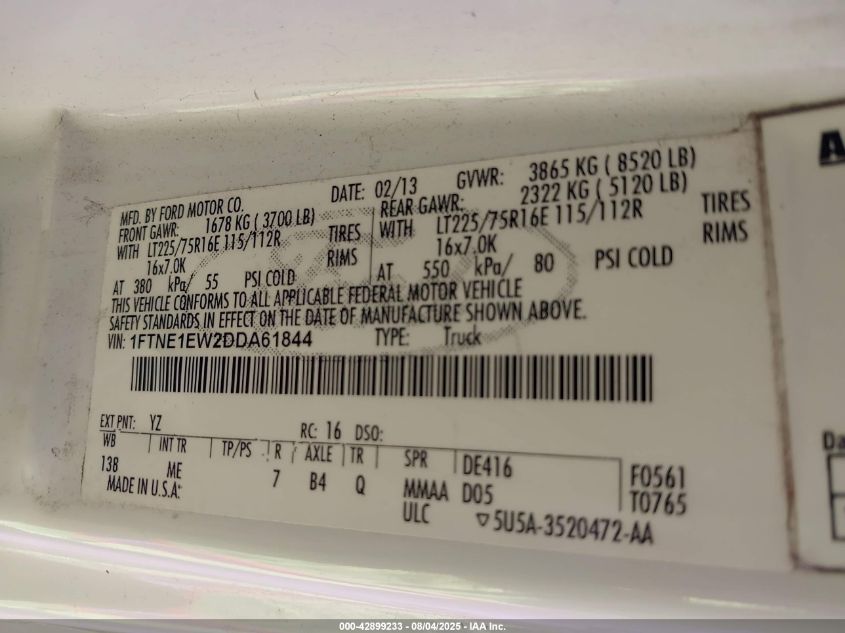 MFD. BY FORD MOTOR CO. DATE: 02/13 GVWR: 3865 KG ( 8520 LB)
FRONT GAWR: 1678 KG ( 3700 LB) REAR GAWR: 2322 KG ( 5120 LB)
WITH LT225/75R16E 115/112R TIRES WITH LT225/75R16E 115/112R TIRES
16x7.0K RIMS 16x7.0K RIMS
AT 380 kPa/ 55 PSI COLD AT 550 kPa/ 80 PSI COLD
THIS VEHICLE CONFORMS TO ALL APPLICABLE FEDERAL MOTOR VEHICLE
SAFETY STANDARDS IN EFFECT ON THE DATE OF MANUFACTURE SHOWN ABOVE.
VIN: 1FTNE1EW2DDA61844 TYPE: Truck
EXT PNT: YZ RC: 16 DSO:
WB INT TR TP/PS R AXLE TR SPR DE416 F0561
138 ME 7 B4 Q MMAA D05 T0765
MADE IN U.S.A. ULC 5U5A-3520472-AA
A
Da
000-42899233 - 08/04/2025 - IAA Inc.